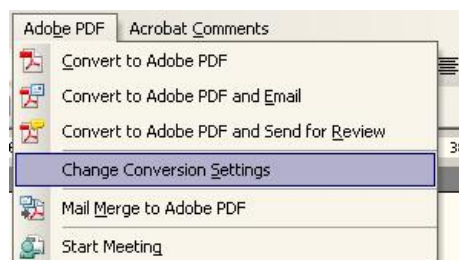 Adobe PDF Acrobat Comments
Convert to Adobe PDF
Convert to Adobe PDF and Email
Convert to Adobe PDF and Send for Review
Change Conversion Settings
Mail Merge to Adobe PDF
Start Meeting